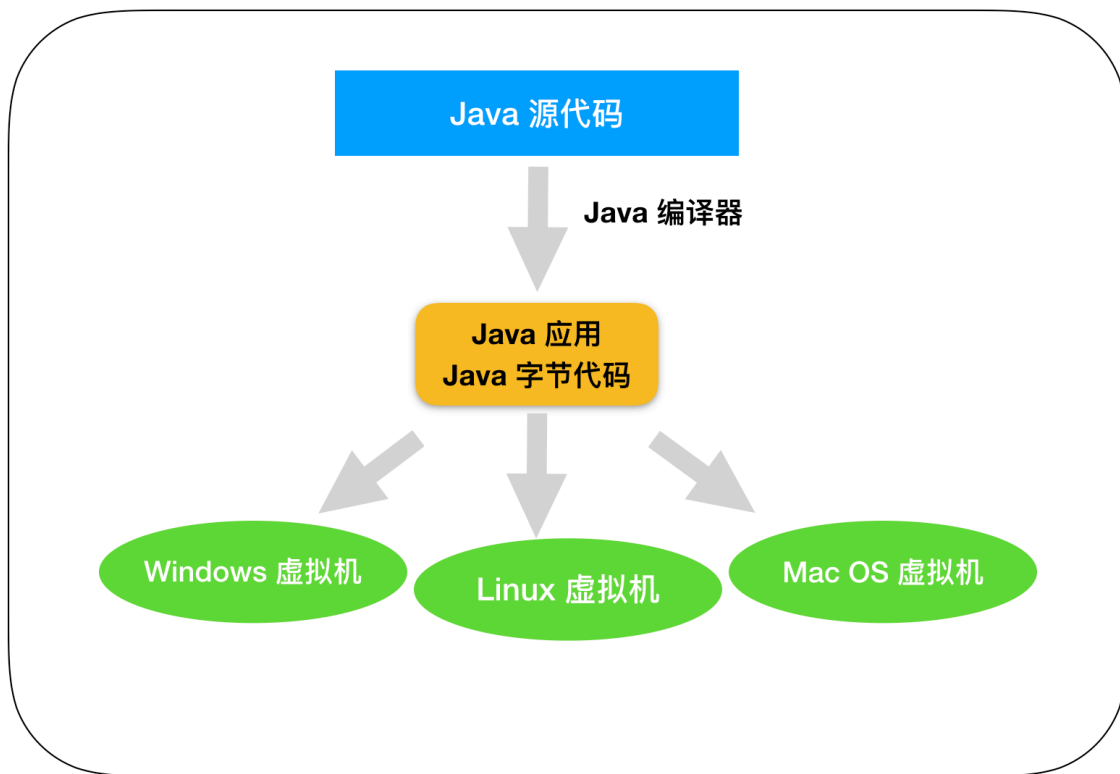 Java 源代码
Java 编译器
Java 应用
Java 字节代码
Windows 虚拟机
Linux 虚拟机
Mac OS 虚拟机